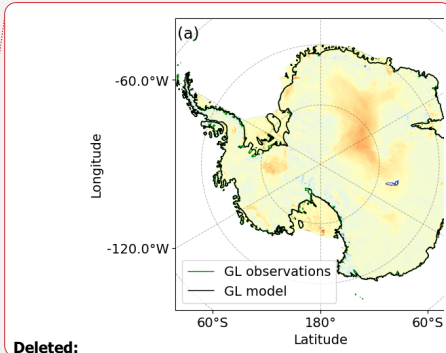 (a)
-60.0°W
Longitude
-120.0°W
GL observations
GL model
60°S 180° 60°S
Latitude
Deleted: